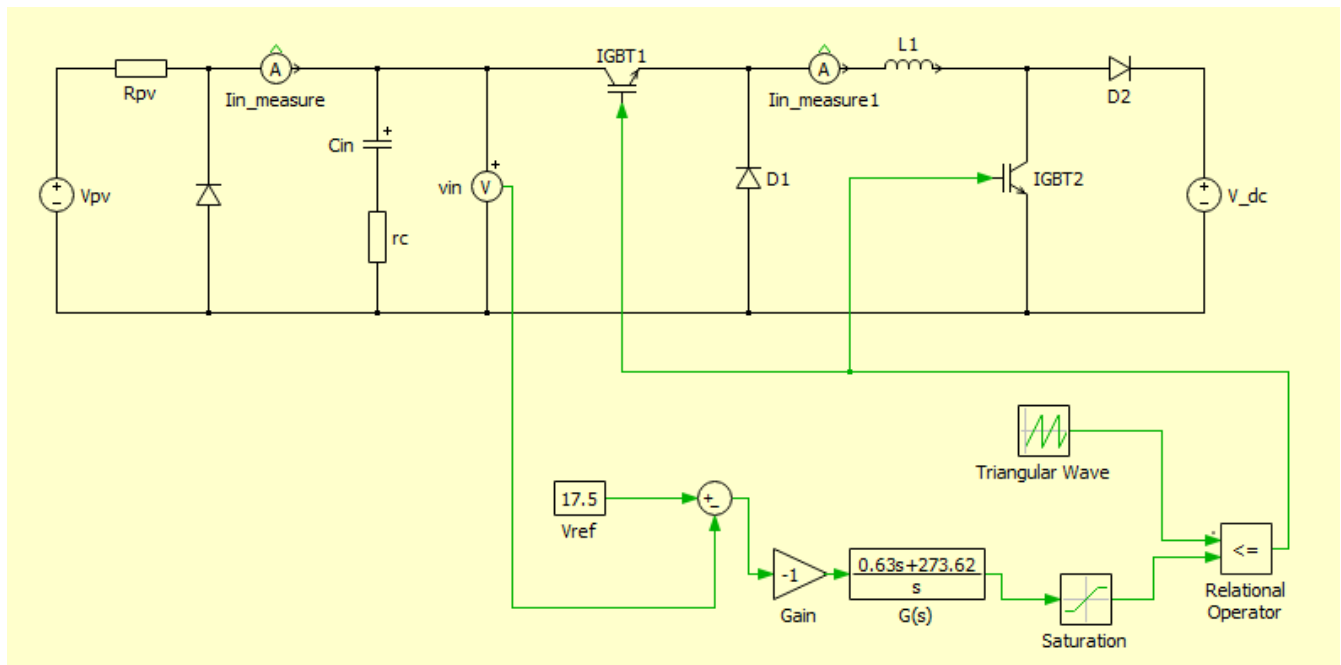 IGBT1
L1
A
A
Rpv
Iin_measure
Iin_measure1
D2
Cin
+
+
vin
V
D1
IGBT2
+
-
Vpv
+
-
V_dc
rc
Triangular Wave
17.5
+
-
Vref
<=
-1
0.63s+273.62
s
Relational
Operator
Gain
G(s)
Saturation